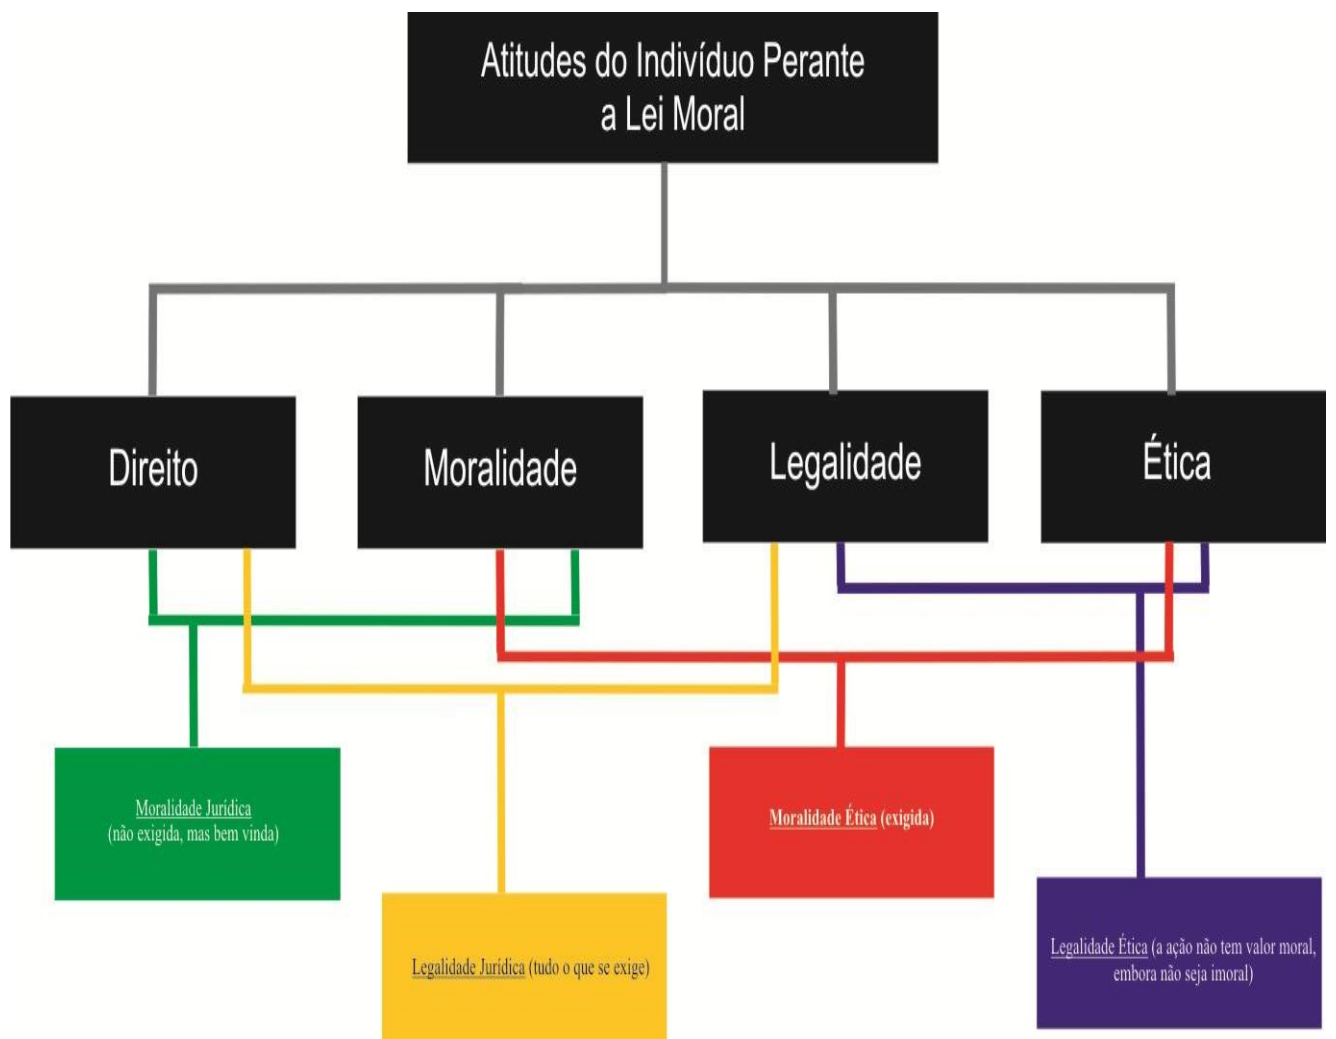 Atitudes do Indivíduo Perante
a Lei Moral
Direito
Moralidade
Legalidade
Ética
Moralidade Jurídica
(não exigida, mas bem vinda)
Moralidade Ética (exigida)
Legalidade Jurídica (tudo o que se exige)
Legalidade Ética (a ação não tem valor moral,
embora não seja imoral)